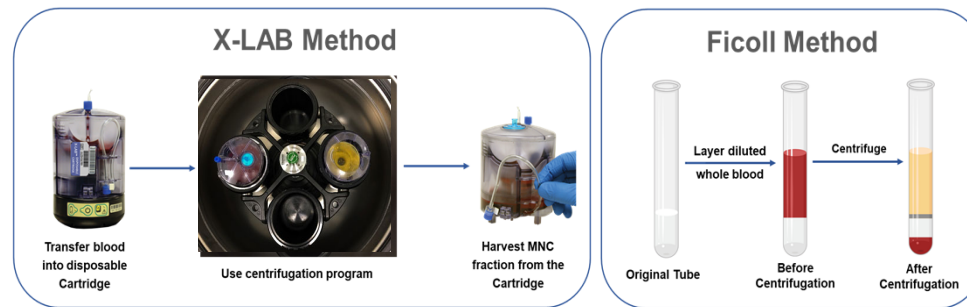 X-LAB Method
Transfer blood
into disposable
Cartridge
Use centrifugation program
Harvest MNC
fraction from the
Cartridge
Ficoll Method
Layer diluted
whole blood
Centrifuge
Original Tube
Before
Centrifugation
After
Centrifugation